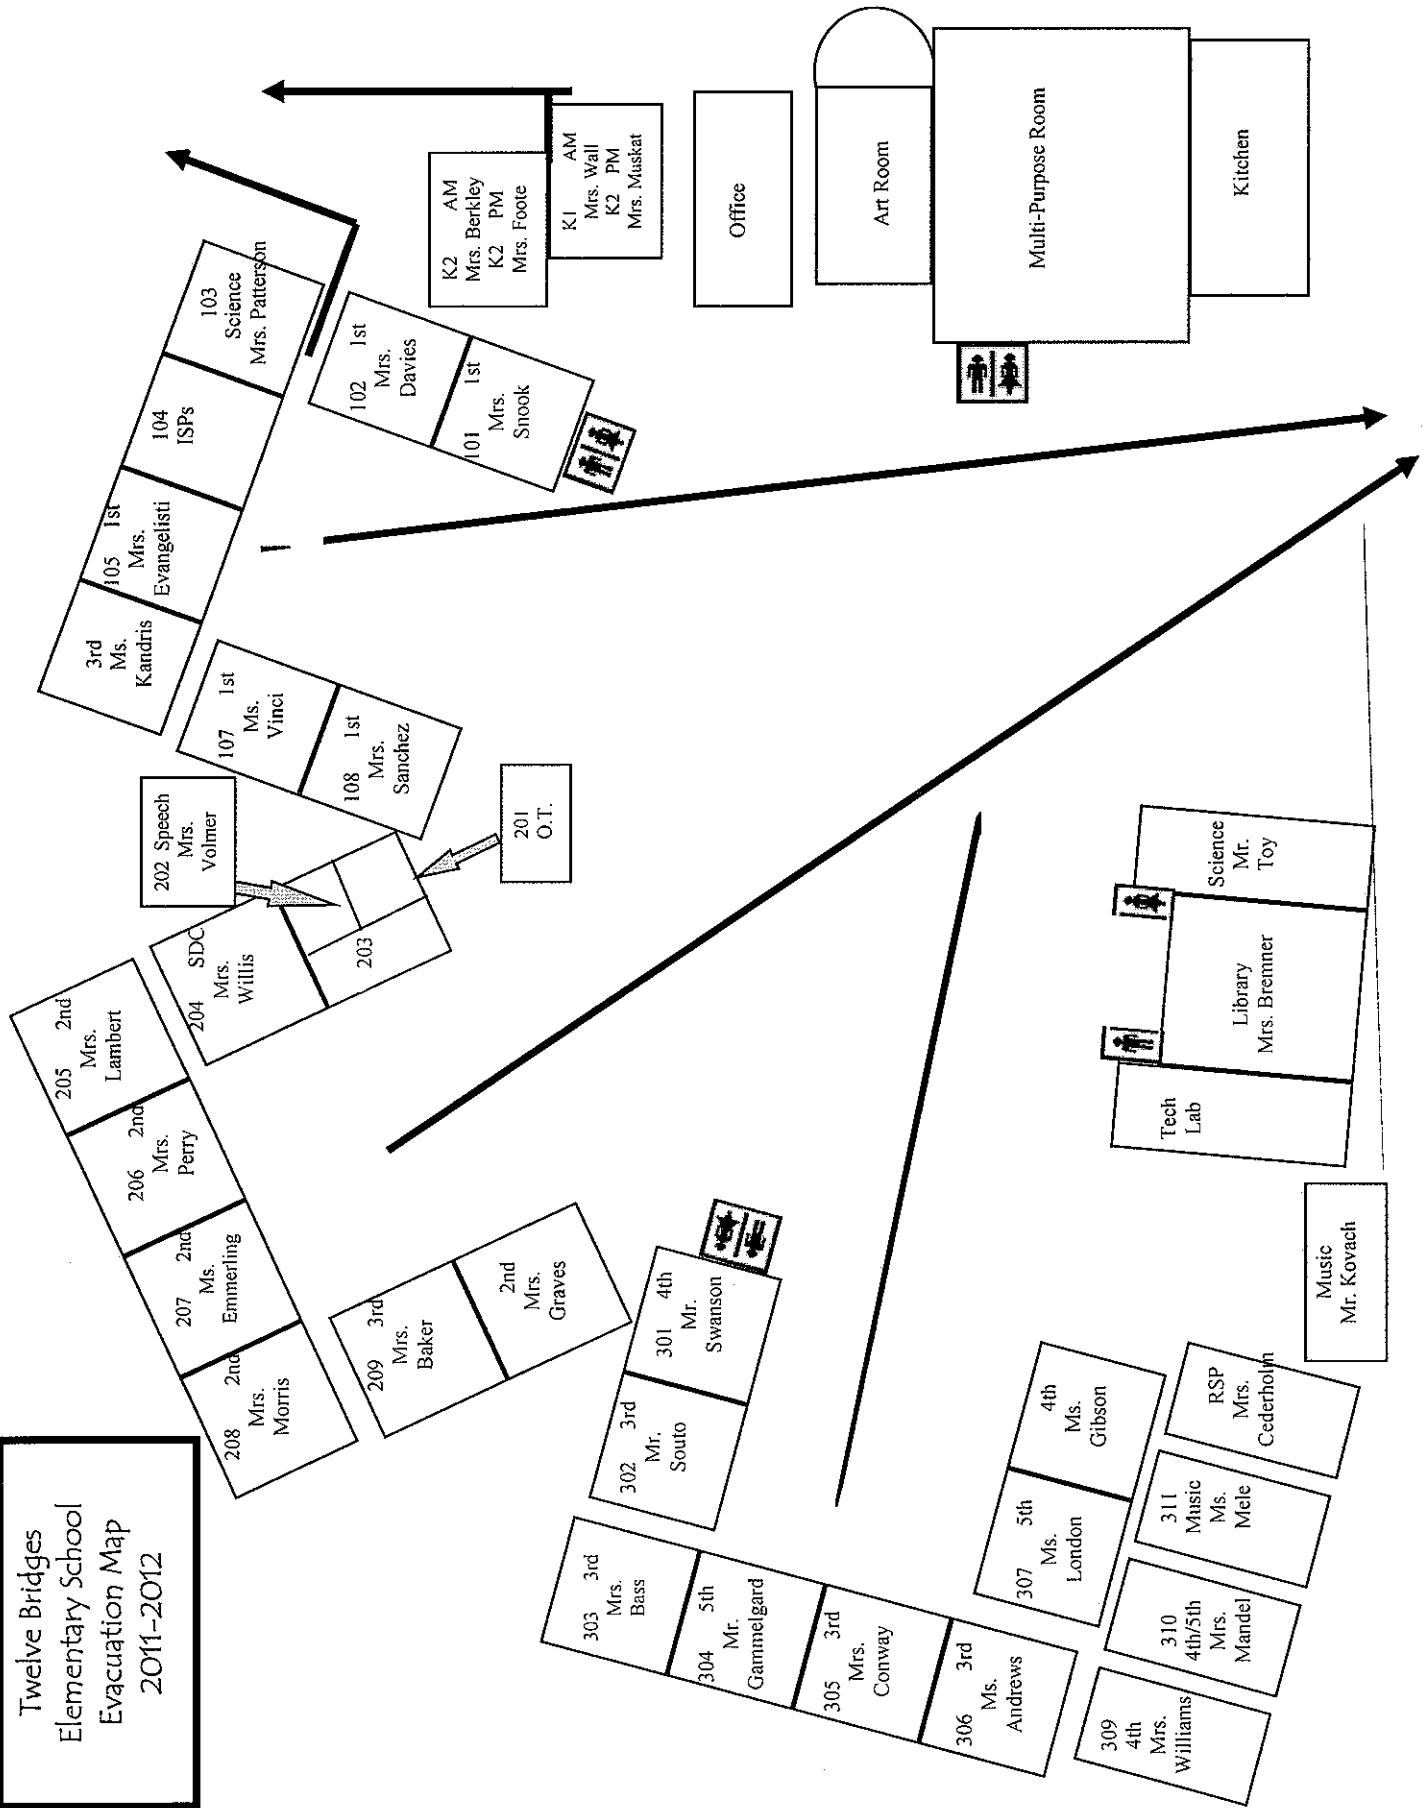 Twelve Bridges
Elementary School
Evacuation Map
2011-2012
208 2nd
Mrs.
Morris
207 2nd
Ms.
Emmerling
206 2nd
Mrs.
Perry
205 2nd
Mrs.
Lambert
204 SDC
Mrs.
Willis
203
202 Speech
Mrs.
Volmer
201
O.T.
209 3rd
Mrs.
Baker
2nd
Mrs.
Graves
3rd
Ms.
Kandris
105 1st
Mrs.
Evangelisti
104
ISPs
103
Science
Mrs. Patterson
107 1st
Ms.
Vinci
108 1st
Mrs.
Sanchez
102 1st
Mrs.
Davies
101 1st
Mrs.
Snook
K2 AM
Mrs. Berkley
K2 PM
Mrs. Foote
K1 AM
Mrs. Wall
K2 PM
Mrs. Muskat
Office
Art Room
Multi-Purpose Room
Kitchen
303 3rd
Mrs.
Bass
304 5th
Mr.
Gammelgard
305 3rd
Mrs.
Conway
306 3rd
Ms.
Andrews
302 3rd
Mr.
Souto
301 4th
Mr.
Swanson
307 5th
Ms.
London
4th
Ms.
Gibson
309
4th
Mrs.
Williams
310
4th/5th
Mrs.
Mandel
311
Music
Ms.
Mele
RSP
Mrs.
Cederholm
Music
Mr. Kovach
Tech
Lab
Library
Mrs. Bremner
Science
Mr.
Toy